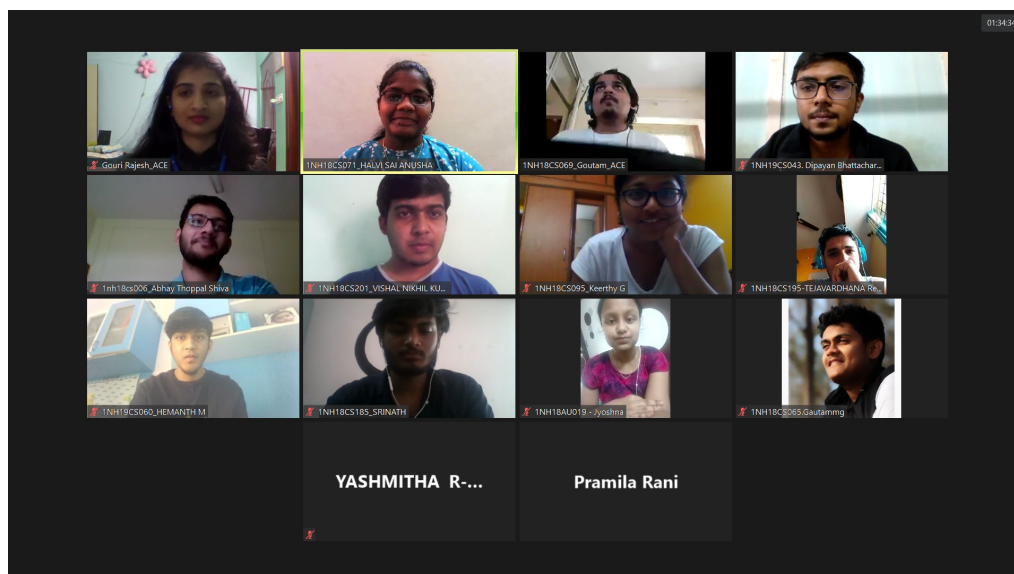 01:34:34
Gouri Rajesh_ACE
1NH18CS071_HALVI SAI ANUSHA
1NH18CS069_Goutam_ACE
1NH19CS043. Dipayan Bhattachar...
1nh18cs006_Abhay Thoppal Shiva
1NH18CS201_VISHAL NIKHIL KU...
1NH18CS095_Keerthy G
1NH18CS195-TEJAVARDHANA Re...
1NH19CS060_HEMANTH M
1NH18CS185_SRINATH
1NH18AU019 - Jyoshna
1NH18CS065.Gautammg
YASHMITHA R-...
Pramila Rani